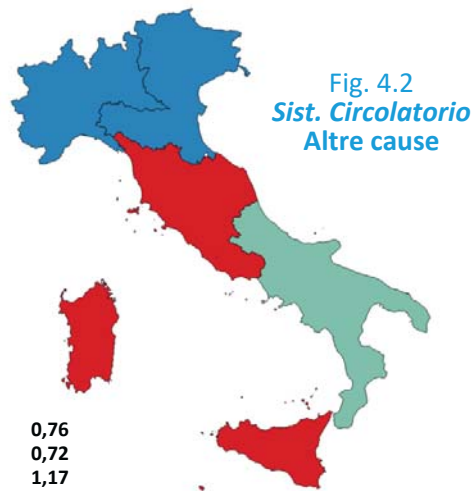 Fig. 4.2
Sist. Circolatorio
Altre cause
0,76
0,72
1,17